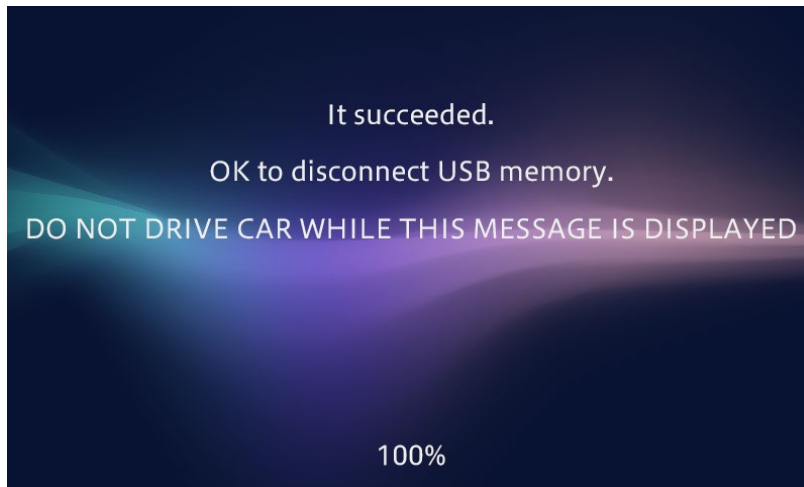 It succeeded.
OK to disconnect USB memory.
DO NOT DRIVE CAR WHILE THIS MESSAGE IS DISPLAYED
100%